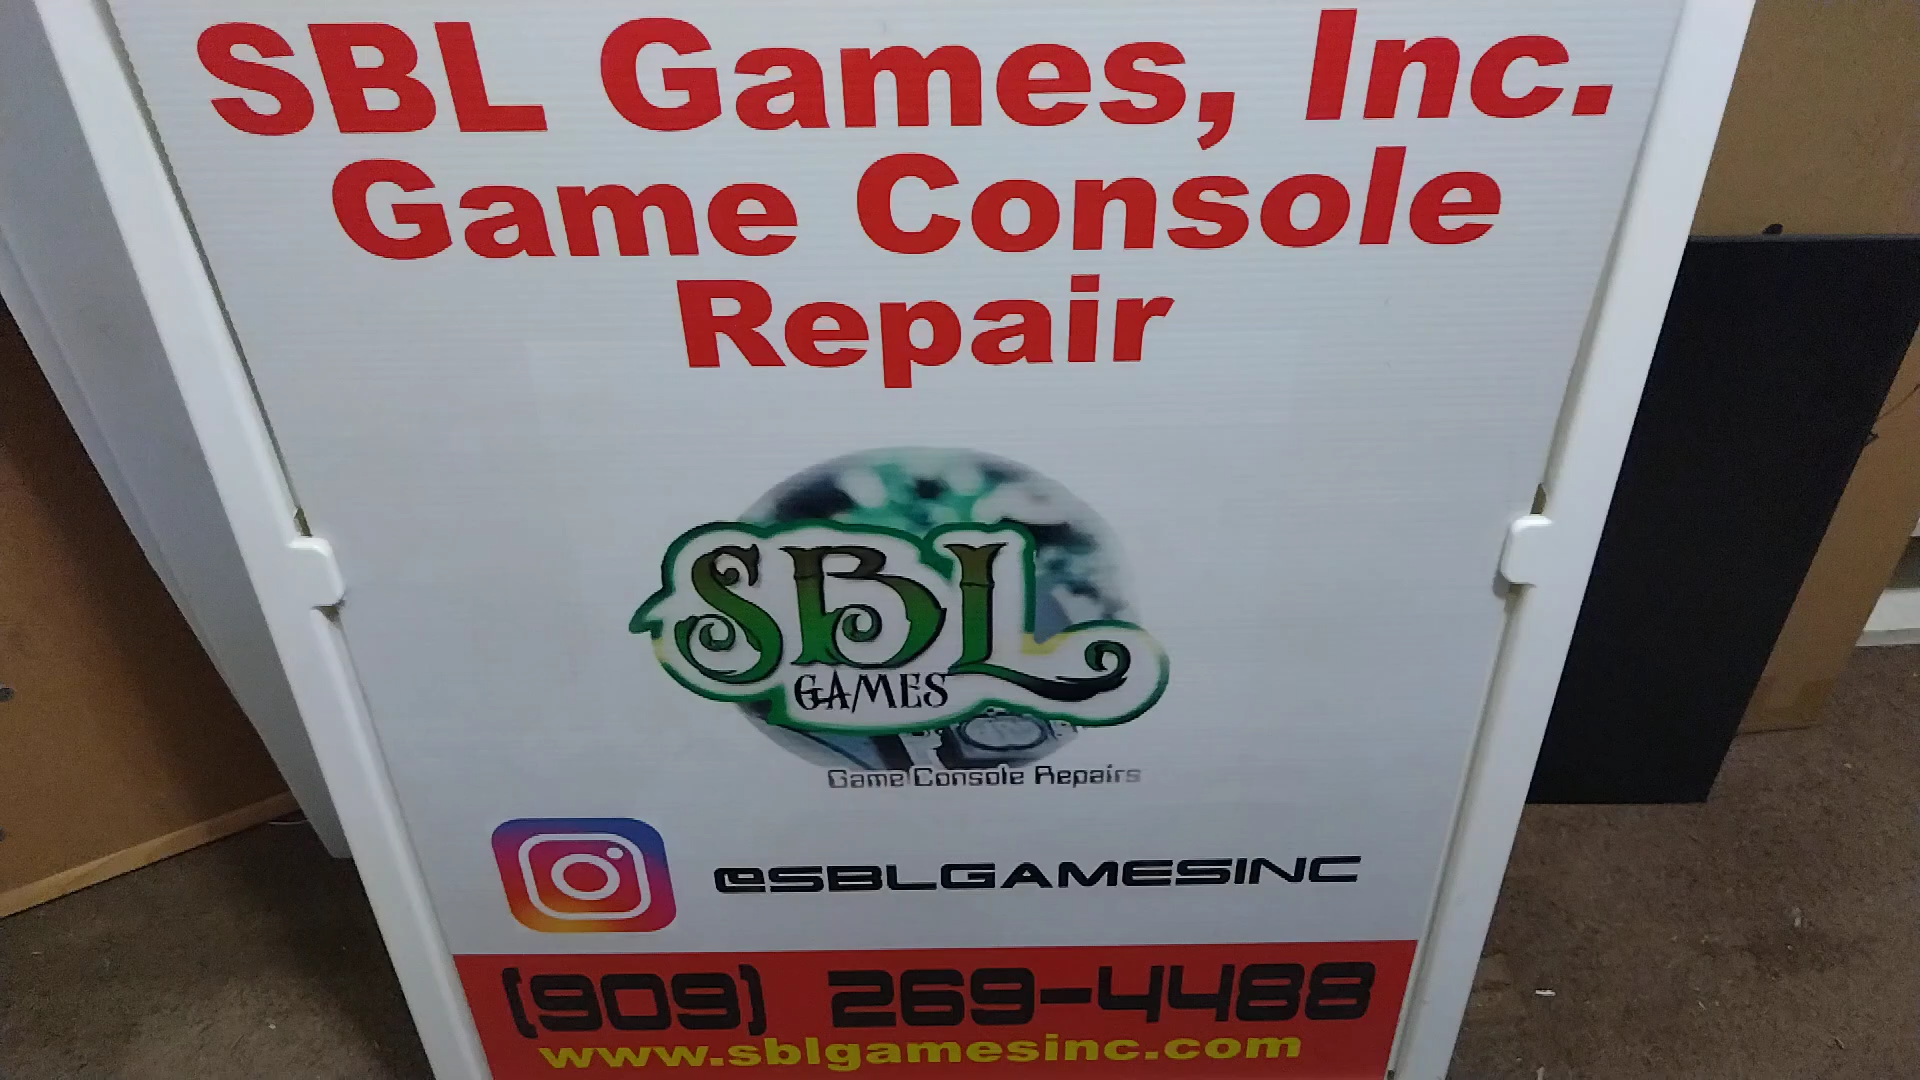 SBL Games, Inc.
Game Console
Repair
SBL
GAMES
Game Console Repairs
@SBLGAMESINC
(909) 269-4488
www.sblgamesinc.com